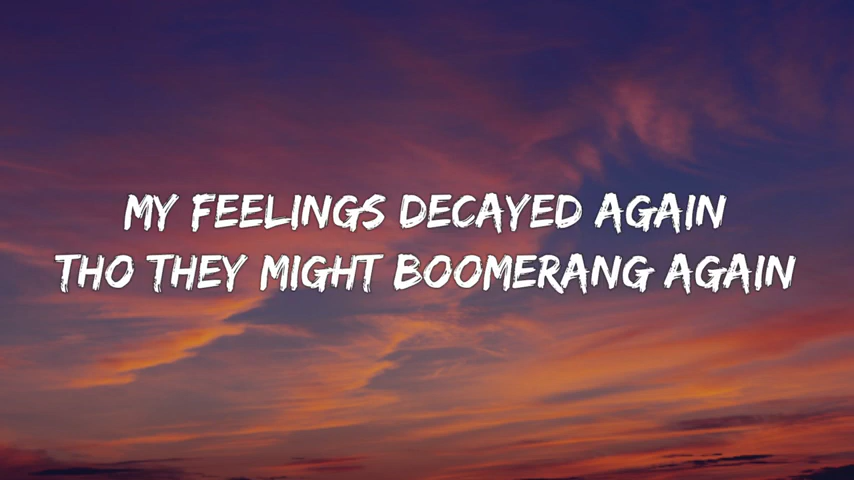 MY FEELINGS DECAYED AGAIN
THO THEY MIGHT BOOMERANG AGAIN